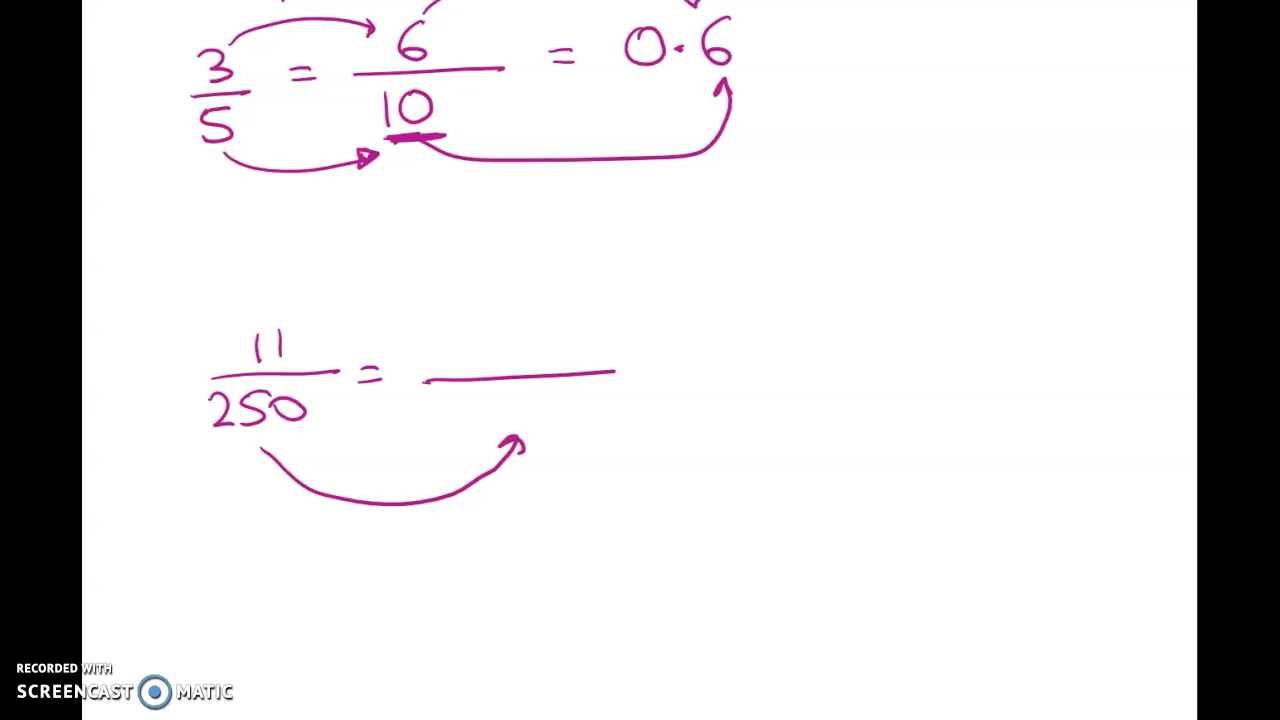 3/5 = 6/10 = 0.6
11/250 =
RECORDED WITH
SCREENCAST MATIC